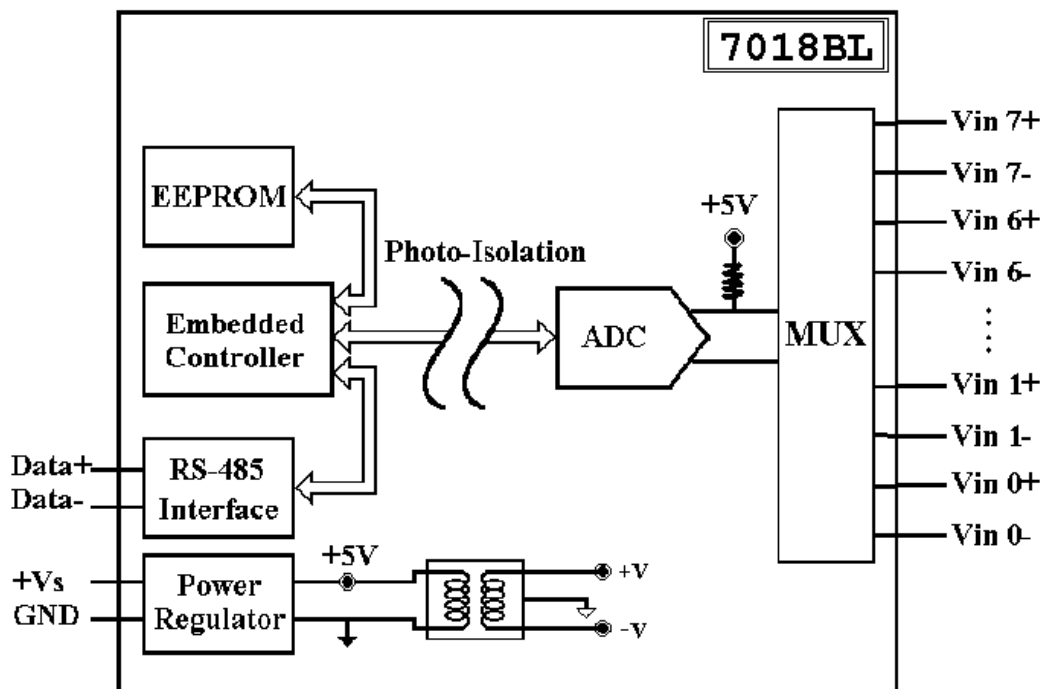 7018BL
EEPROM
Photo-Isolation
Embedded
Controller
ADC
+5V
MUX
Vin 7+
Vin 7-
Vin 6+
Vin 6-
Vin 1+
Vin 1-
Vin 0+
Vin 0-
Data+
Data-
RS-485
Interface
+Vs
GND
Power
Regulator
+5V
+V
-V